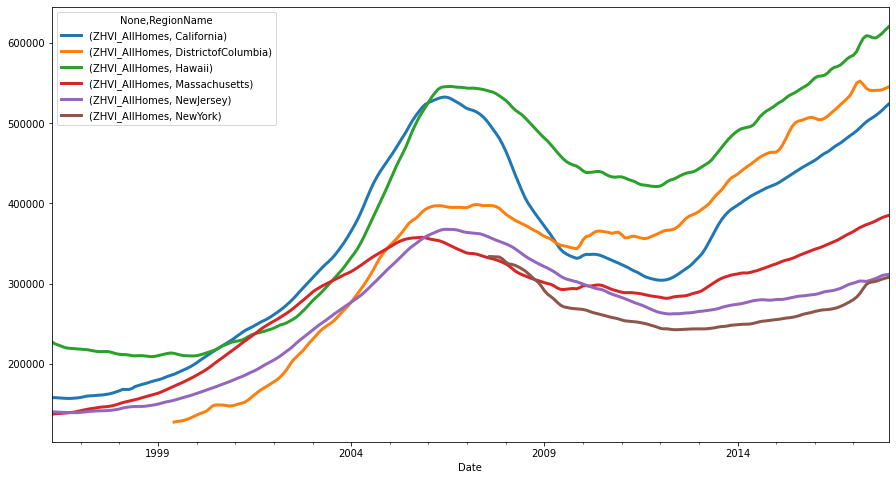 None,RegionName
(ZHVI_AllHomes, California)
(ZHVI_AllHomes, DistrictofColumbia)
(ZHVI_AllHomes, Hawaii)
(ZHVI_AllHomes, Massachusetts)
(ZHVI_AllHomes, NewJersey)
(ZHVI_AllHomes, NewYork)
600000
500000
400000
300000
200000
1999 2004 2009 2014
Date